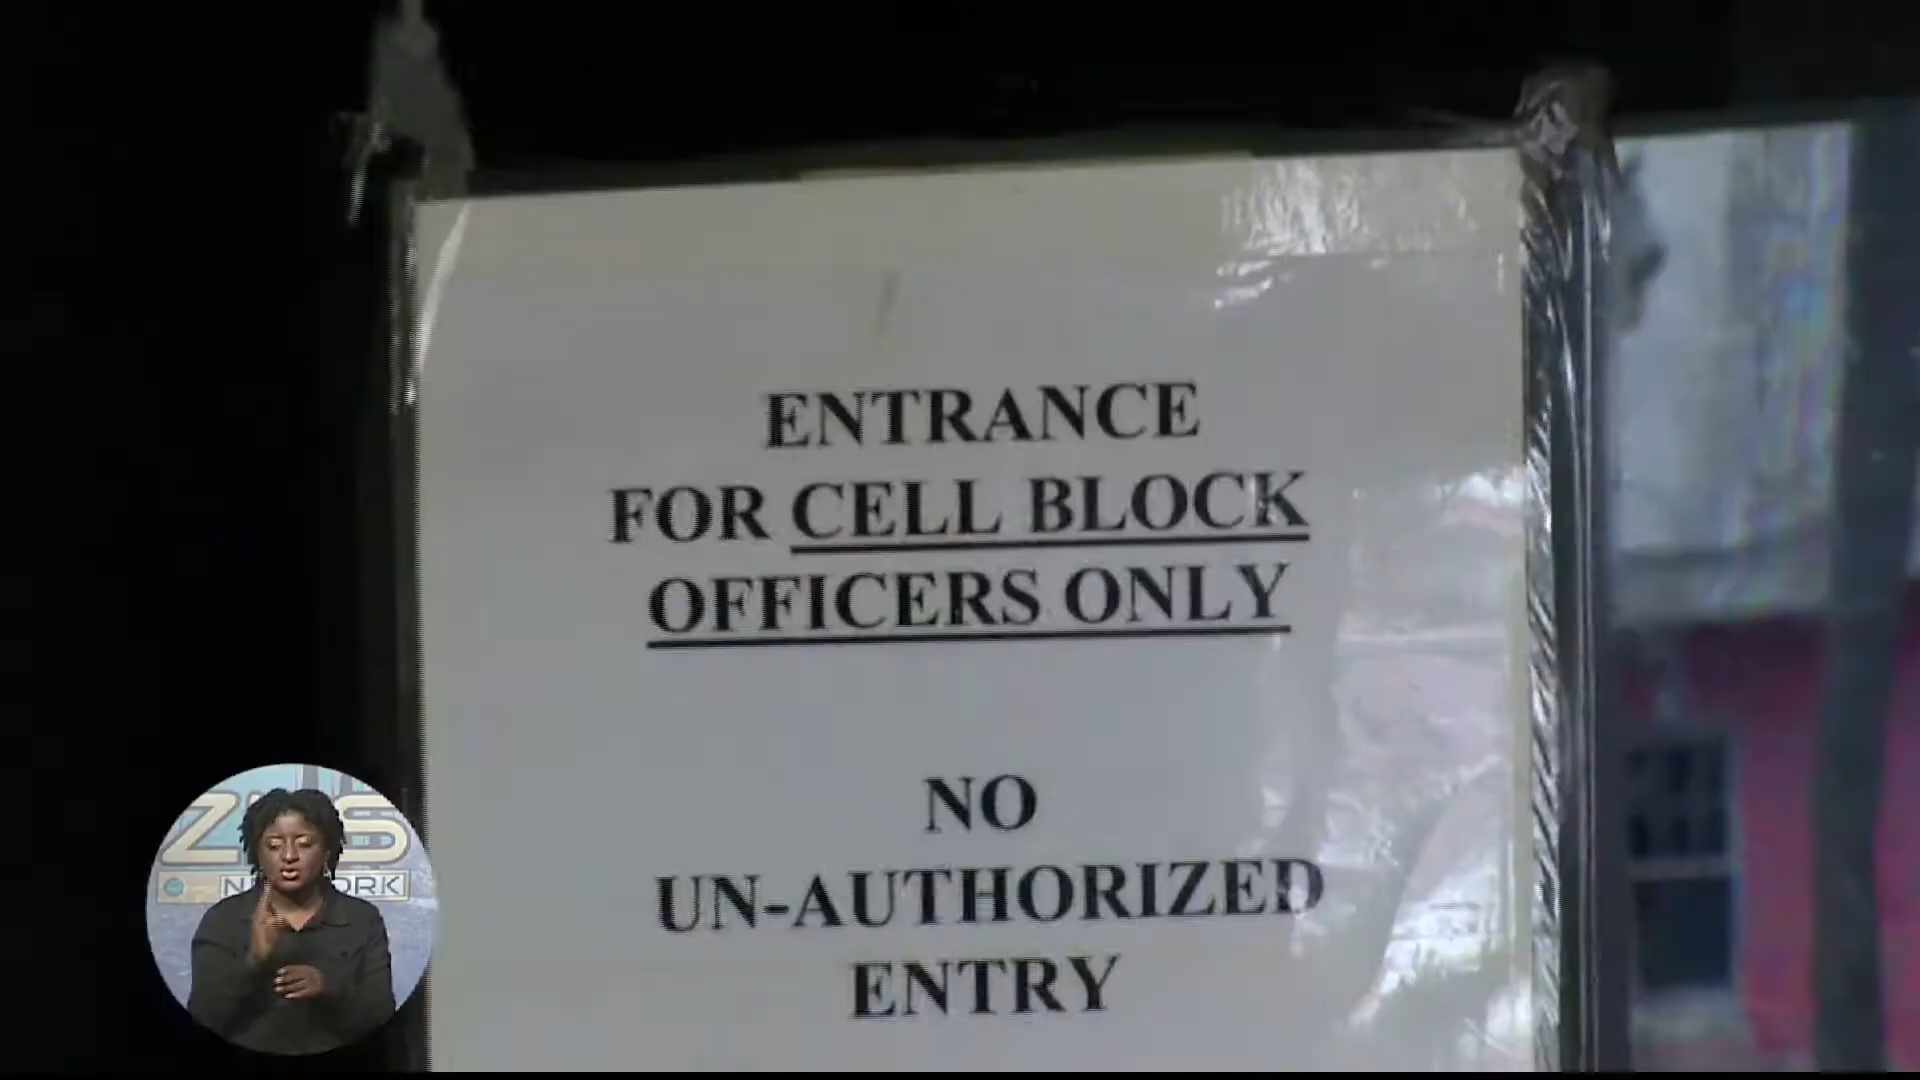 ENTRANCE
FOR CELL BLOCK
OFFICERS ONLY
NO
UN-AUTHORIZED
ENTRY